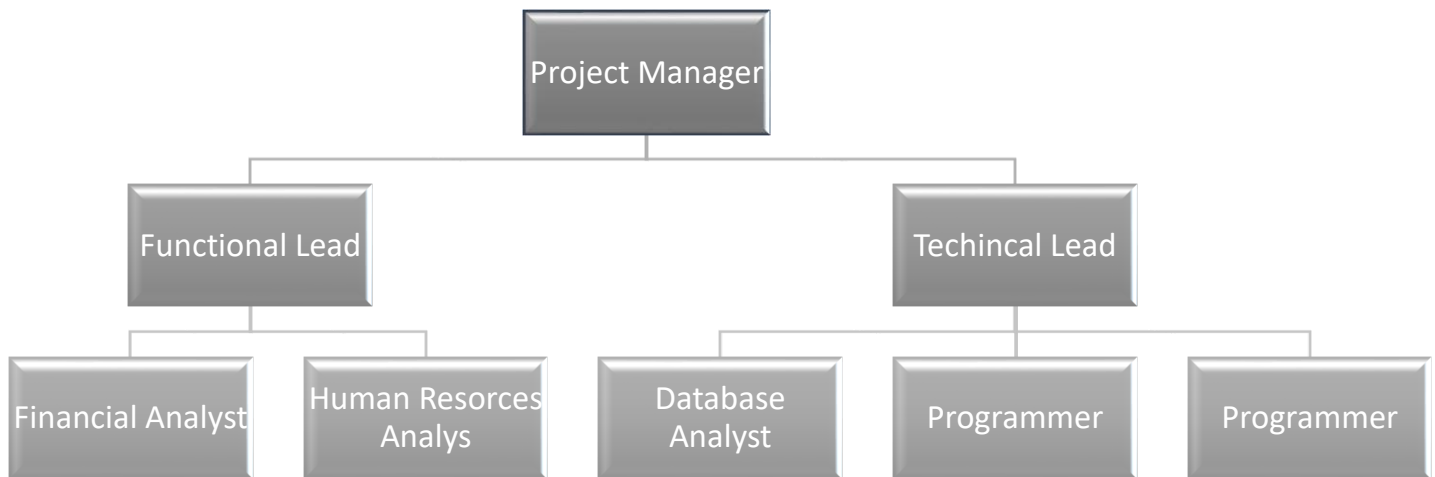 Project Manager
Functional Lead
Techincal Lead
Financial Analyst
Human Resorces
Analys
Database
Analyst
Programmer
Programmer